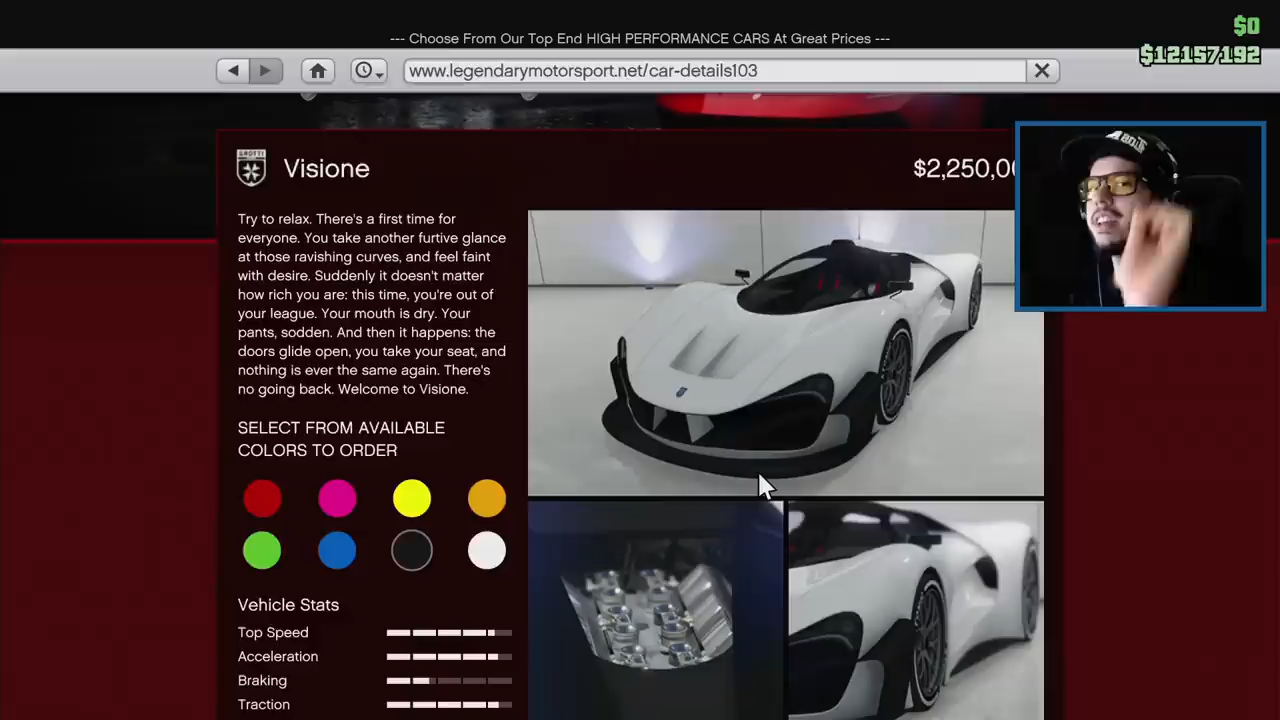 $0
--- Choose From Our Top End HIGH PERFORMANCE CARS At Great Prices ---
$12157192
www.legendarymotorsport.net/car-details103
GROTTI
Visione
$2,250,00
Try to relax. There's a first time for
everyone. You take another furtive glance
at those ravishing curves, and feel faint
with desire. Suddenly it doesn't matter
how rich you are: this time, you're out of
your league. Your mouth is dry. Your
pants, sodden. And then it happens: the
doors glide open, you take your seat, and
nothing is ever the same again. There's
no going back. Welcome to Visione.
SELECT FROM AVAILABLE
COLORS TO ORDER
Vehicle Stats
Top Speed
Acceleration
Braking
Traction